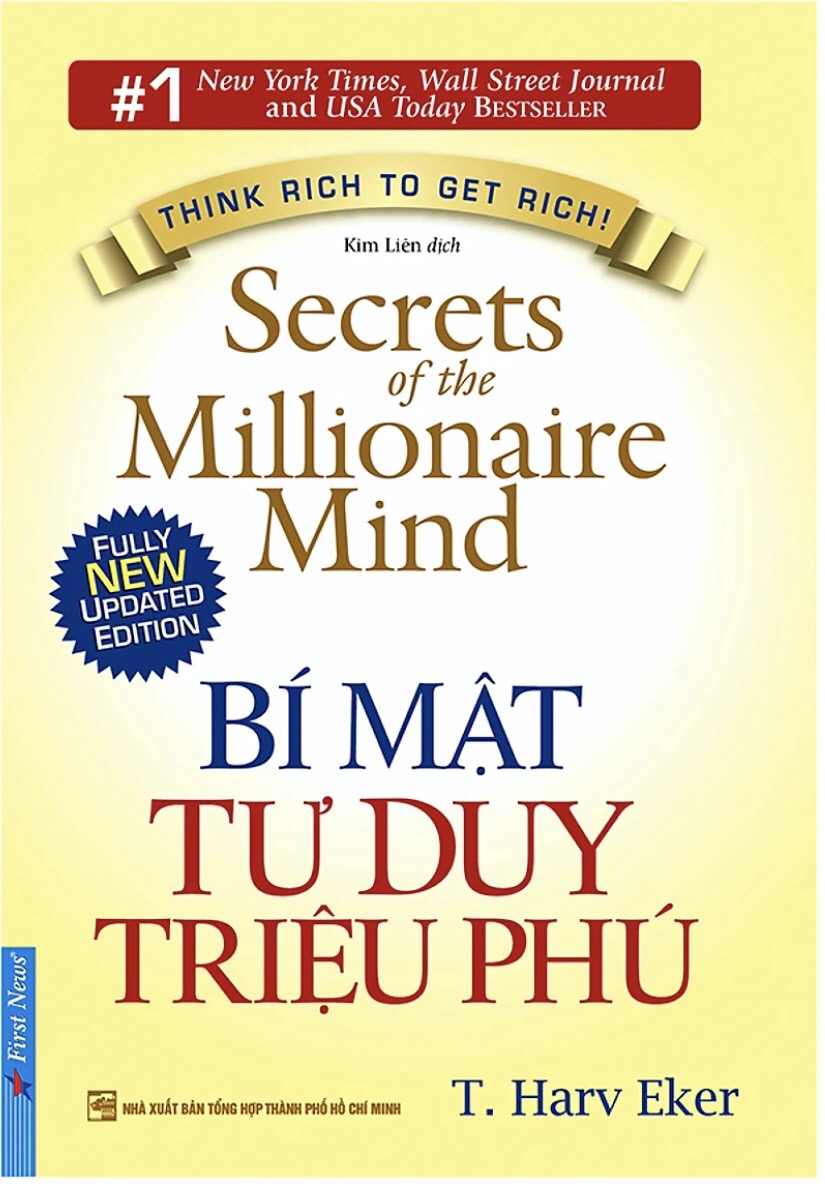 #1 New York Times, Wall Street Journal
and USA Today BESTSELLER
THINK RICH TO GET RICH!
Kim Liên dịch
Secrets
of the
Millionaire
Mind
FULLY
NEW
UPDATED
EDITION
BÍ MẬT
TƯ DUY
TRIỆU PHÚ
First News®
NHÀ XUẤT BẢN TỔNG HỢP THÀNH PHỐ HỒ CHÍ MINH
T. Harv Eker